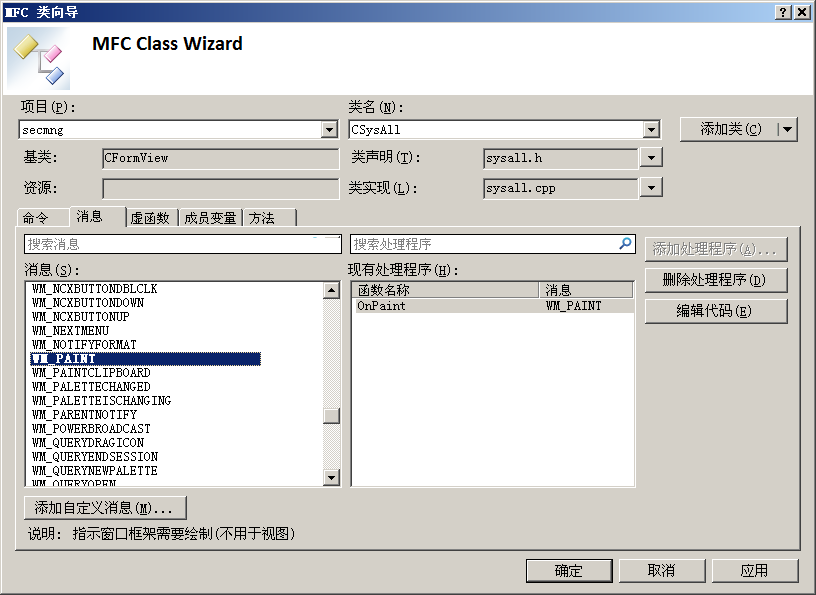 MFC 类向导
MFC Class Wizard
项目(P):
类名(N):
secmng
CSysAll
添加类(C)
基类:
CFormView
类声明(T):
sysall.h
资源:
类实现(L):
sysall.cpp
命令 消息 虚函数 成员变量 方法
搜索消息
搜索处理程序
添加处理程序(A)...
消息(S):
现有处理程序(H):
删除处理程序(D)
编辑代码(E)
函数名称 消息
OnPaint WM_PAINT
WM_NCXBUTTONDBLCLK
WM_NCXBUTTONDOWN
WM_NCXBUTTONUP
WM_NEXTMENU
WM_NOTIFYFORMAT
WM_PAINT
WM_PAINTCLIPBOARD
WM_PALETTECHANGED
WM_PALETTEISCHANGING
WM_PARENTNOTIFY
WM_POWERBROADCAST
WM_QUERYDRAGICON
WM_QUERYENDSESSION
WM_QUERYNEWPALETTE
WM_QUERYOPEN
添加自定义消息(M)...
说明: 指示窗口框架需要绘制(不用于视图)
确定
取消
应用